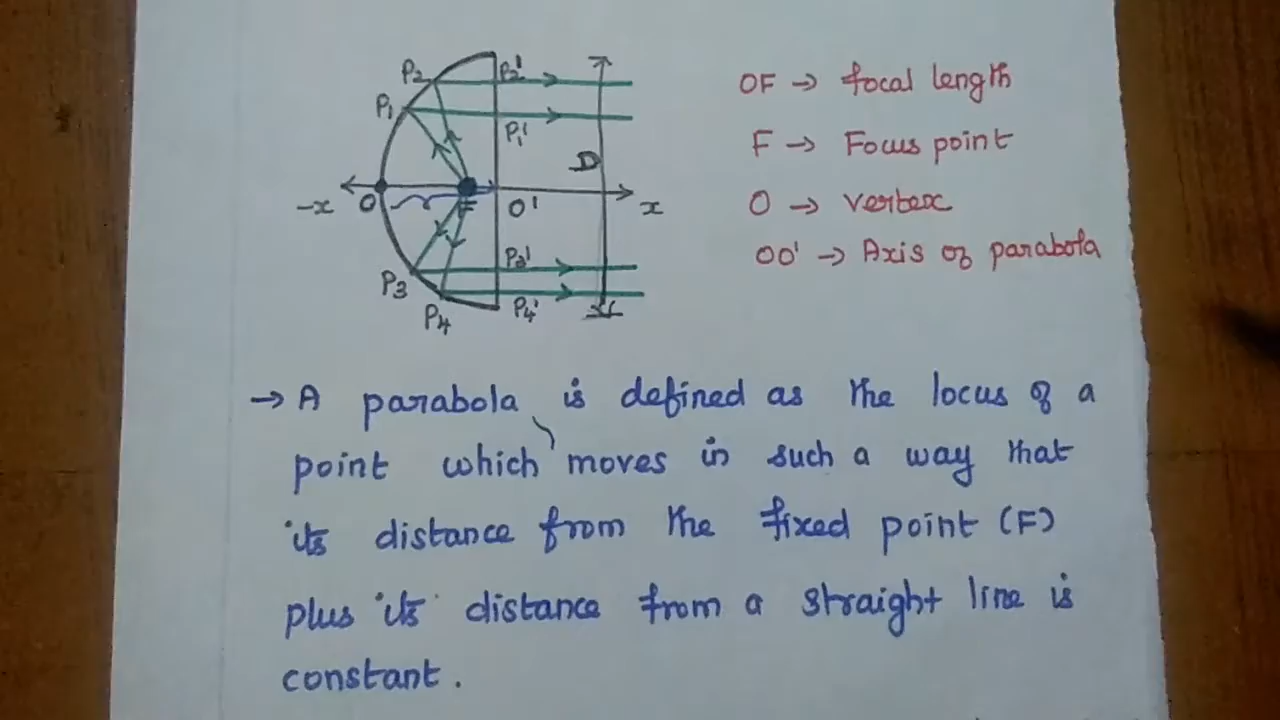 P2 P2'
P1 P1'
D
-x O F O' x
P3 P3'
P4 P4'
OF → focal length
F → Focus point
O → vertex
OO' → Axis of parabola
→ A parabola is defined as the locus of a
point which moves in such a way that
its distance from the fixed point (F)
plus its distance from a straight line is
constant.